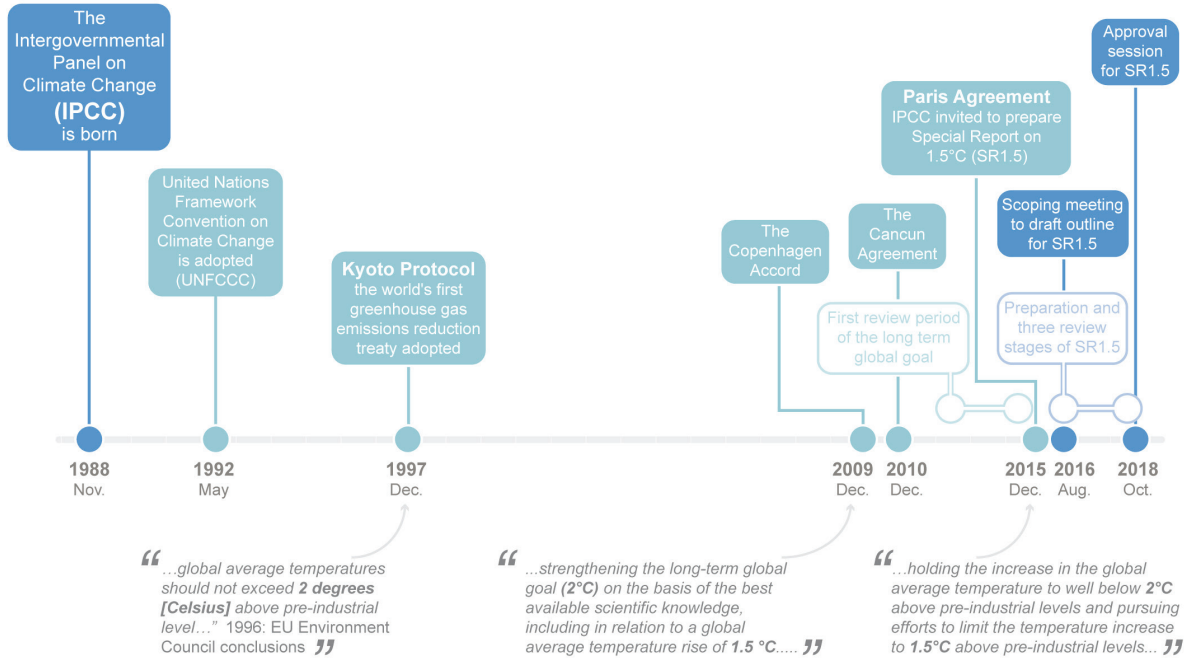 The
Intergovernmental
Panel on
Climate Change
(IPCC)
is born
United Nations
Framework
Convention on
Climate Change
is adopted
(UNFCCC)
Kyoto Protocol
the world's first
greenhouse gas
emissions reduction
treaty adopted
The
Copenhagen
Accord
The
Cancun
Agreement
First review period
of the long term
global goal
Paris Agreement
IPCC invited to prepare
Special Report on
1.5°C (SR1.5)
Scoping meeting
to draft outline
for SR1.5
Preparation and
three review
stages of SR1.5
Approval
session
for SR1.5
1988
Nov.
1992
May
1997
Dec.
2009
Dec.
2010
Dec.
2015
Dec.
2016
Aug.
2018
Oct.
“ ...global average temperatures
should not exceed 2 degrees
[Celsius] above pre-industrial
level...” 1996: EU Environment
Council conclusions ”
“ ...strengthening the long-term global
goal (2°C) on the basis of the best
available scientific knowledge,
including in relation to a global
average temperature rise of 1.5 °C..... ”
“ ...holding the increase in the global
average temperature to well below 2°C
above pre-industrial levels and pursuing
efforts to limit the temperature increase
to 1.5°C above pre-industrial levels... ”